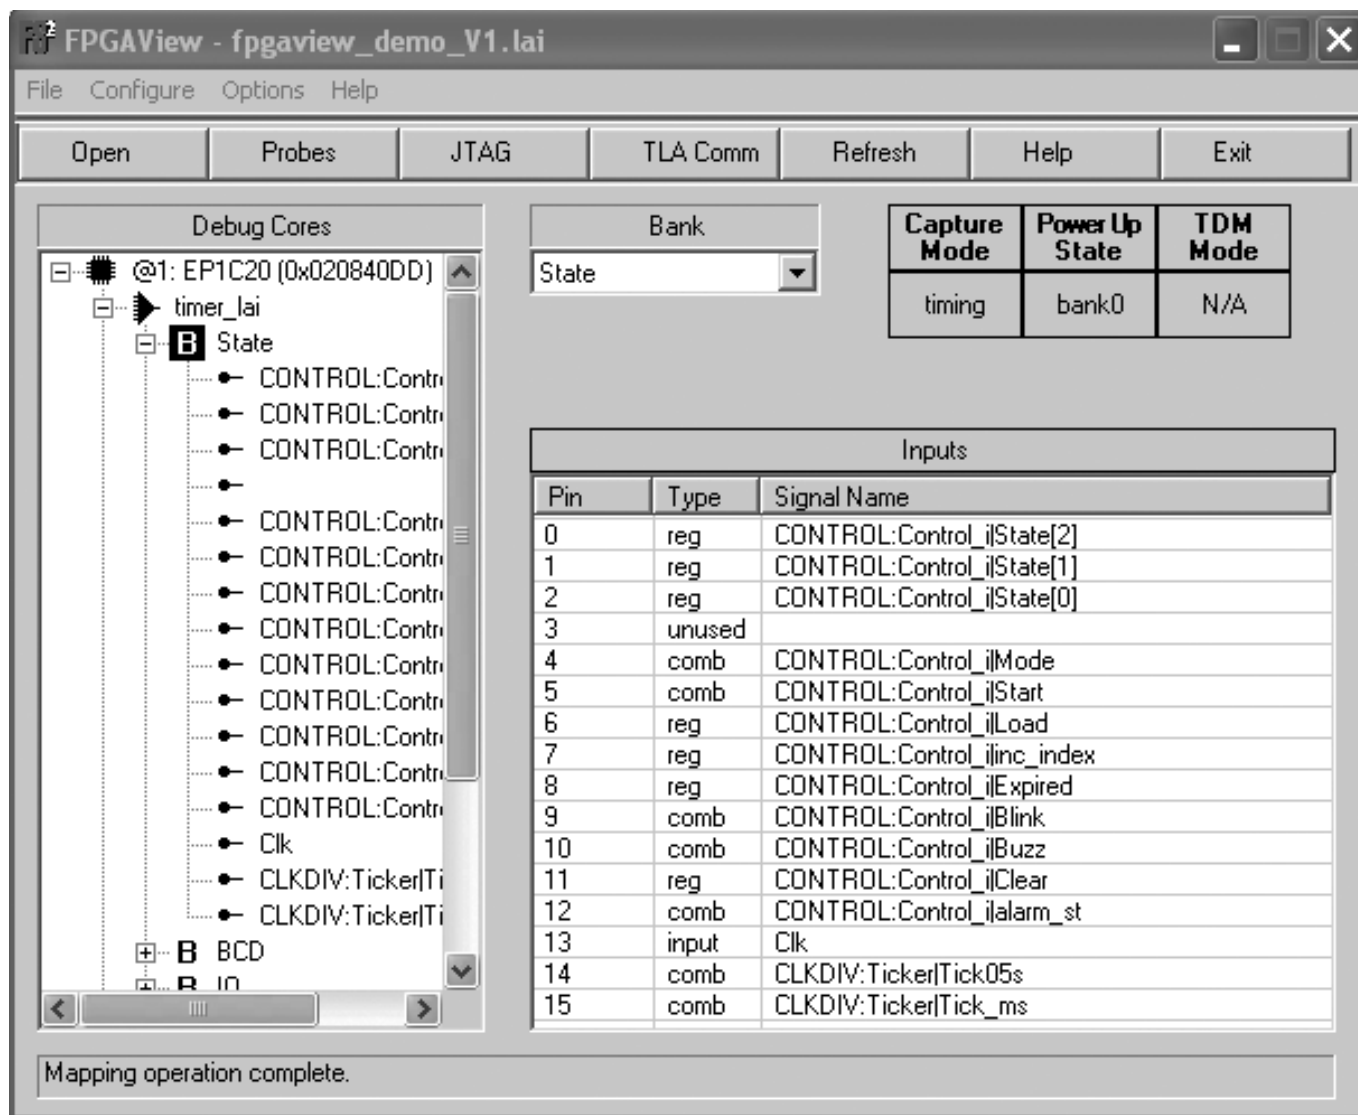 FPGAView - fpgaview_demo_V1.lai
File Configure Options Help
Open Probes JTAG TLA Comm Refresh Help Exit
Debug Cores
@1: EP1C20 (0x020840DD)
timer_lai
B State
CONTROL:Contr
CONTROL:Contr
CONTROL:Contr
CONTROL:Contr
CONTROL:Contr
CONTROL:Contr
CONTROL:Contr
CONTROL:Contr
CONTROL:Contr
CONTROL:Contr
CONTROL:Contr
CONTROL:Contr
Clk
CLKDIV:Ticker|Ti
CLKDIV:Ticker|Ti
B BCD
B IO
Bank
State
Capture Mode Power Up State TDM Mode
timing bank0 N/A
Inputs
Pin Type Signal Name
0 reg CONTROL:Control_i|State[2]
1 reg CONTROL:Control_i|State[1]
2 reg CONTROL:Control_i|State[0]
3 unused
4 comb CONTROL:Control_i|Mode
5 comb CONTROL:Control_i|Start
6 reg CONTROL:Control_i|Load
7 reg CONTROL:Control_i|inc_index
8 reg CONTROL:Control_i|Expired
9 comb CONTROL:Control_i|Blink
10 comb CONTROL:Control_i|Buzz
11 reg CONTROL:Control_i|Clear
12 comb CONTROL:Control_i|alarm_st
13 input Clk
14 comb CLKDIV:Ticker|Tick05s
15 comb CLKDIV:Ticker|Tick_ms
Mapping operation complete.